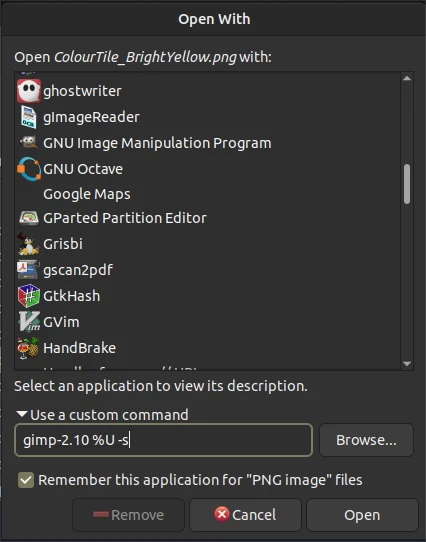 Open With
Open ColourTile_BrightYellow.png with:
ghostwriter
gImageReader
OCR
GNU Image Manipulation Program
GNU Octave
Google Maps
GParted Partition Editor
Grisbi
gscan2pdf
GtkHash
GVim
HandBrake
Select an application to view its description.
Use a custom command
gimp-2.10 %U -s
Browse...
Remember this application for "PNG image" files
Remove
Cancel
Open